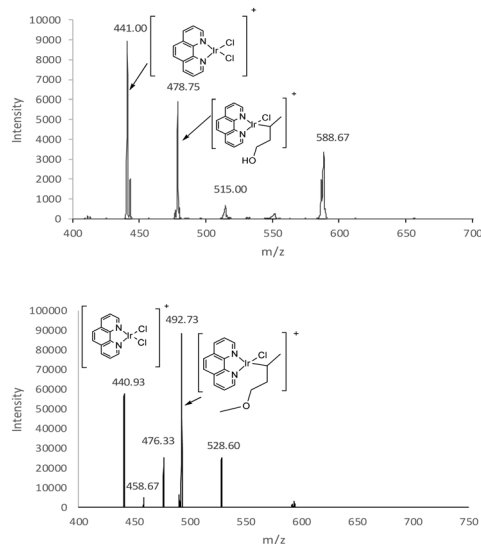 441.00
+
10000
9000
8000
7000
6000
5000
4000
3000
2000
1000
0
Intensity
N
N
Ir
Cl
Cl
478.75
+
N
N
Ir
Cl
HO
588.67
515.00
400 450 500 550 600 650 700
m/z
100000
90000
80000
70000
60000
50000
40000
30000
20000
10000
0
Intensity
+
N
N
Ir
Cl
Cl
492.73
+
N
N
Ir
Cl
O
440.93
476.33
528.60
458.67
400 450 500 550 600 650 700 750
m/z